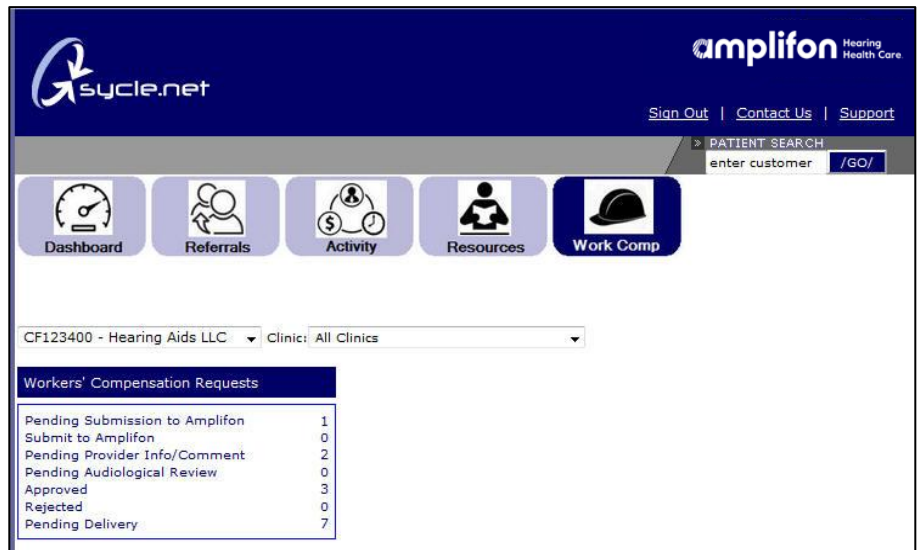 sycle.net
amplifon Hearing Health Care
Sign Out | Contact Us | Support
» PATIENT SEARCH
enter customer /GO/
Dashboard Referrals Activity Resources Work Comp
CF123400 - Hearing Aids LLC Clinic: All Clinics
Workers' Compensation Requests
Pending Submission to Amplifon 1
Submit to Amplifon 0
Pending Provider Info/Comment 2
Pending Audiological Review 0
Approved 3
Rejected 0
Pending Delivery 7